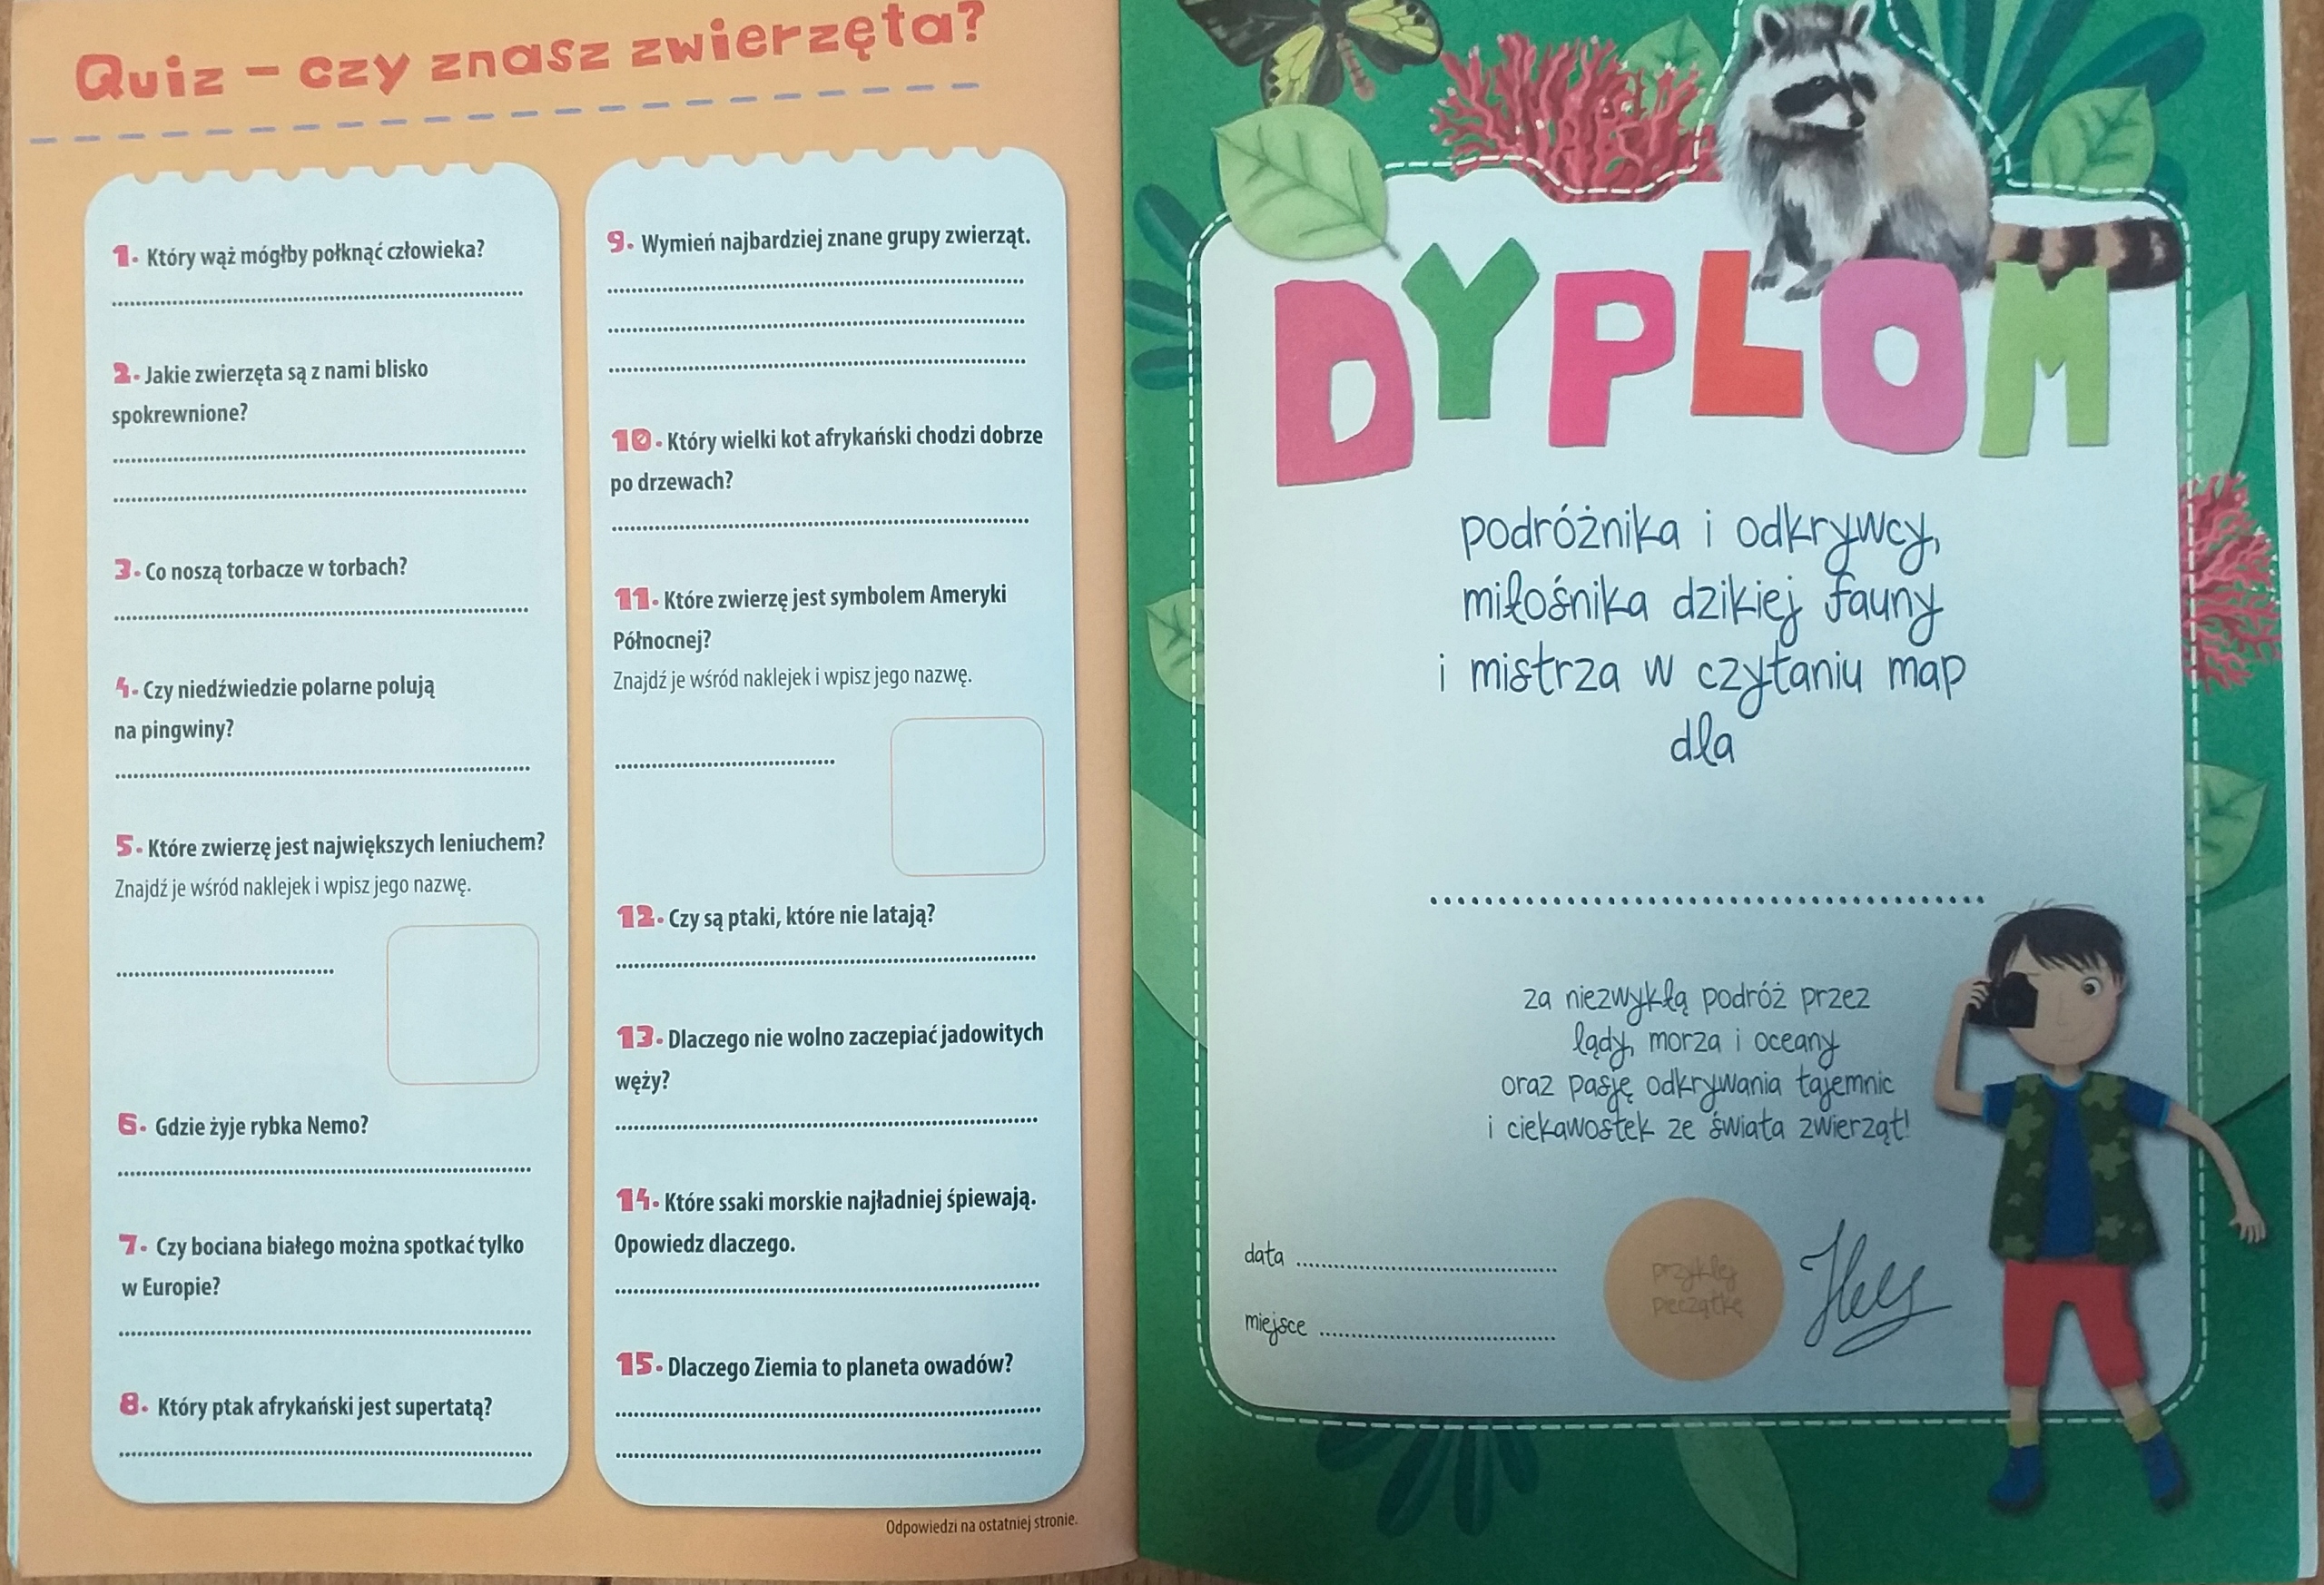 Quiz – czy znasz zwierzęta?
1. Który wąż mógłby połknąć człowieka?
2. Jakie zwierzęta są z nami blisko
spokrewnione?
3. Co noszą torbacze w torbach?
4. Czy niedźwiedzie polarne polują
na pingwiny?
5. Które zwierzę jest największych leniuchem?
Znajdź je wśród naklejek i wpisz jego nazwę.
6. Gdzie żyje rybka Nemo?
7. Czy bociana białego można spotkać tylko
w Europie?
8. Który ptak afrykański jest supertatą?
9. Wymień najbardziej znane grupy zwierząt.
10. Który wielki kot afrykański chodzi dobrze
po drzewach?
11. Które zwierzę jest symbolem Ameryki
Północnej?
Znajdź je wśród naklejek i wpisz jego nazwę.
12. Czy są ptaki, które nie latają?
13. Dlaczego nie wolno zaczepiać jadowitych
węży?
14. Które ssaki morskie najładniej śpiewają.
Opowiedz dlaczego.
15. Dlaczego Ziemia to planeta owadów?
Odpowiedzi na ostatniej stronie.
DYPLOM
podróżnika i odkrywcy,
miłośnika dzikiej fauny
i mistrza w czytaniu map
dla
za niezwykłą podróż przez
lądy, morza i oceany
oraz pasję odkrywania tajemnic
i ciekawostek ze świata zwierząt!
data
miejsce
przyklej
pieczątkę